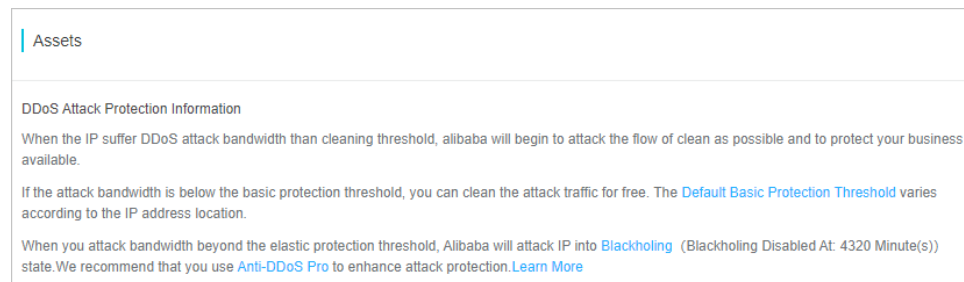 Assets
DDoS Attack Protection Information
When the IP suffer DDoS attack bandwidth than cleaning threshold, alibaba will begin to attack the flow of clean as possible and to protect your business
available.
If the attack bandwidth is below the basic protection threshold, you can clean the attack traffic for free. The Default Basic Protection Threshold varies
according to the IP address location.
When you attack bandwidth beyond the elastic protection threshold, Alibaba will attack IP into Blackholing (Blackholing Disabled At: 4320 Minute(s))
state.We recommend that you use Anti-DDoS Pro to enhance attack protection.Learn More